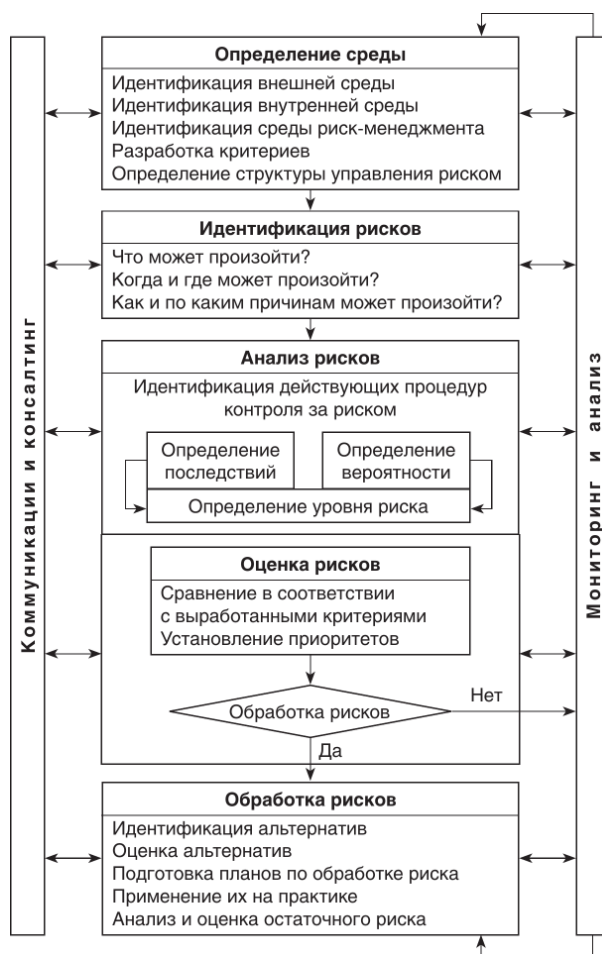 Коммуникации и консалтинг
Определение среды
Идентификация внешней среды
Идентификация внутренней среды
Идентификация среды риск-менеджмента
Разработка критериев
Определение структуры управления риском
Идентификация рисков
Что может произойти?
Когда и где может произойти?
Как и по каким причинам может произойти?
Анализ рисков
Идентификация действующих процедур
контроля за риском
Определение
последствий
Определение
вероятности
Определение уровня риска
Оценка рисков
Сравнение в соответствии
с выработанными критериями
Установление приоритетов
Обработка рисков
Нет
Да
Обработка рисков
Идентификация альтернатив
Оценка альтернатив
Подготовка планов по обработке риска
Применение их на практике
Анализ и оценка остаточного риска
Мониторинг и анализ